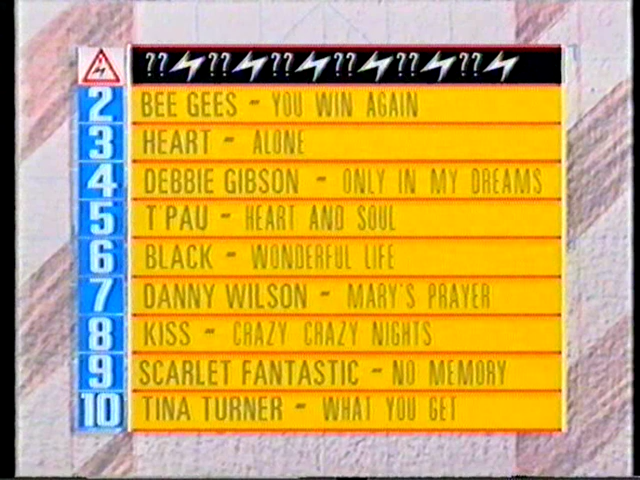 ?? ?? ?? ?? ?? ??
2 BEE GEES - YOU WIN AGAIN
3 HEART - ALONE
4 DEBBIE GIBSON - ONLY IN MY DREAMS
5 T'PAU - HEART AND SOUL
6 BLACK - WONDERFUL LIFE
7 DANNY WILSON - MARY'S PRAYER
8 KISS - CRAZY CRAZY NIGHTS
9 SCARLET FANTASTIC - NO MEMORY
10 TINA TURNER - WHAT YOU GET